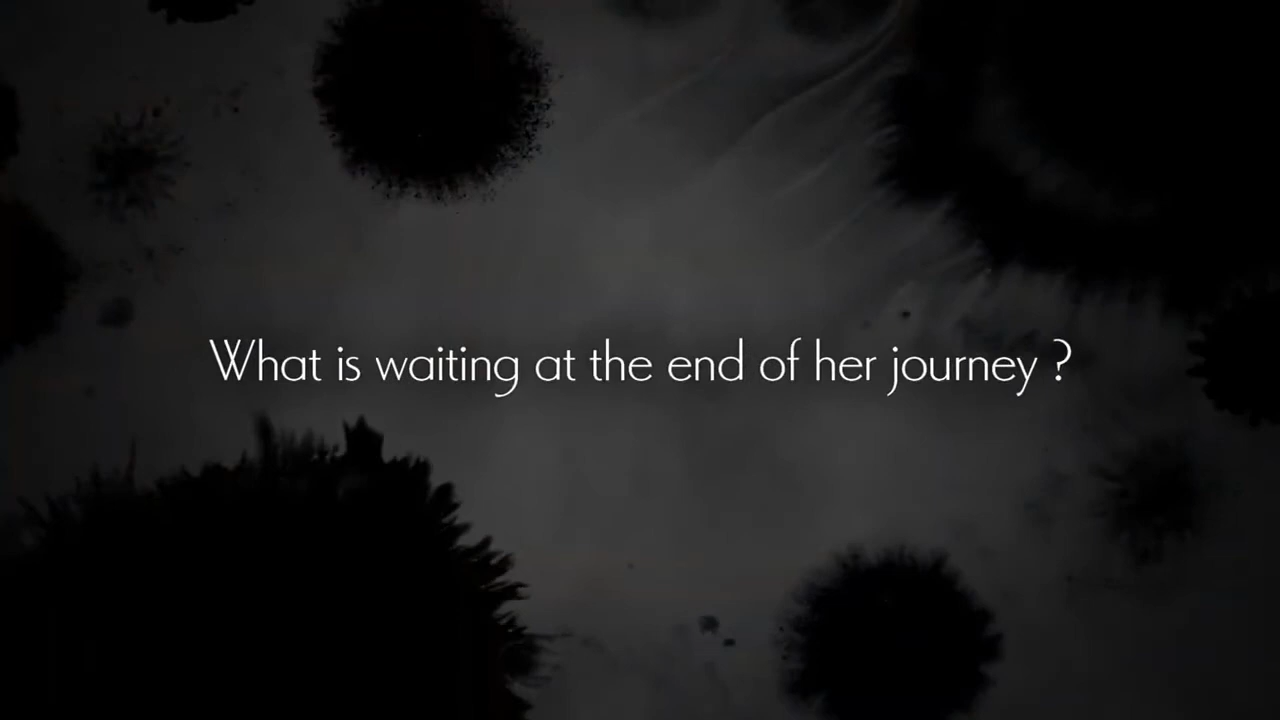 What is waiting at the end of her journey ?